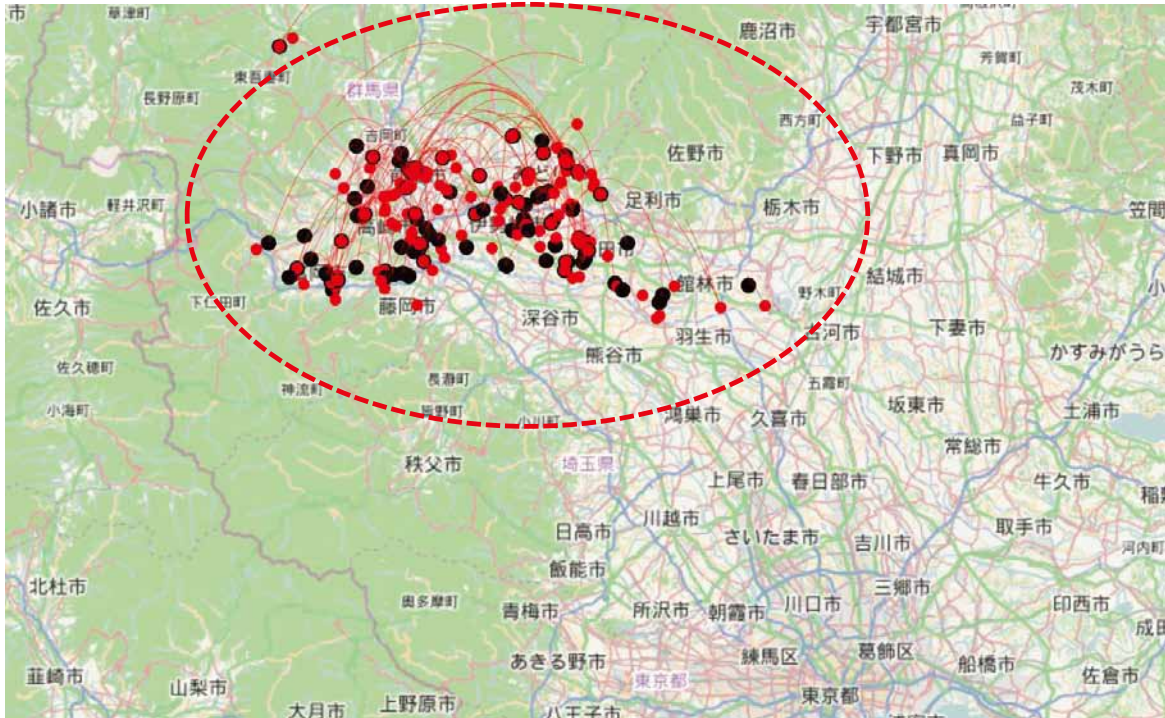 市
草津町
鹿沼市
宇都宮市
芳賀町
茂木町
長野原町
群馬県
西方町
益子町
吉岡町
佐野市
下野市
真岡市
小諸市
軽井沢町
足利市
栃木市
笠間
佐久市
下仁田町
藤岡市
館林市
野木町
結城市
深谷市
羽生市
古河市
下妻市
熊谷市
かすみがうら
佐久穂町
神流町
長瀞町
五霞町
小海町
皆野町
小川町
鴻巣市
久喜市
坂東市
土浦市
秩父市
埼玉県
常総市
上尾市
春日部市
牛久市
稲
日高市
川越市
さいたま市
吉川市
取手市
河内町
北杜市
飯能市
三郷市
奥多摩町
青梅市
所沢市
朝霞市
川口市
印西市
成田
あきる野市
練馬区
葛飾区
船橋市
佐倉市
韮崎市
山梨市
東京都
東京都
大月市
上野原市
八王子市